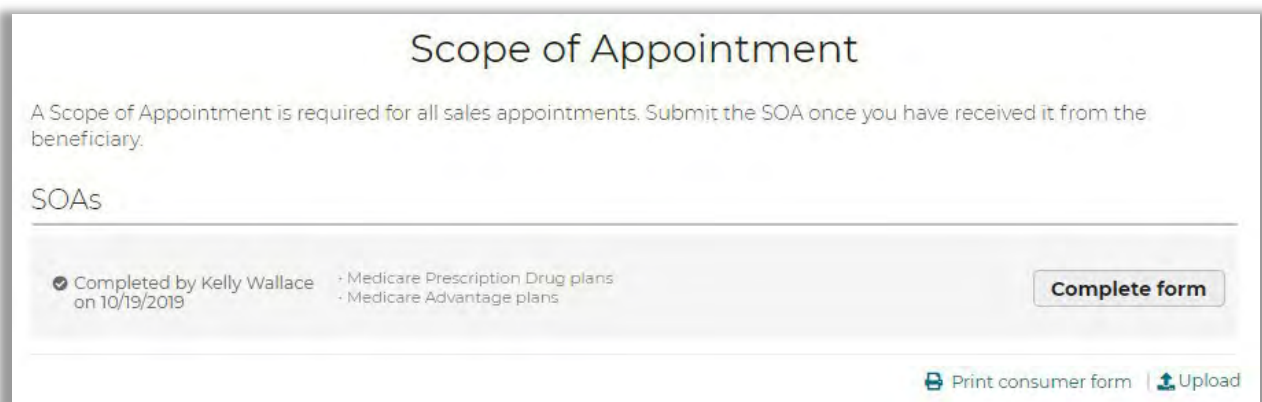 Scope of Appointment
A Scope of Appointment is required for all sales appointments. Submit the SOA once you have received it from the
beneficiary.
SOAs
Completed by Kelly Wallace
on 10/19/2019
· Medicare Prescription Drug plans
· Medicare Advantage plans
Complete form
Print consumer form | Upload